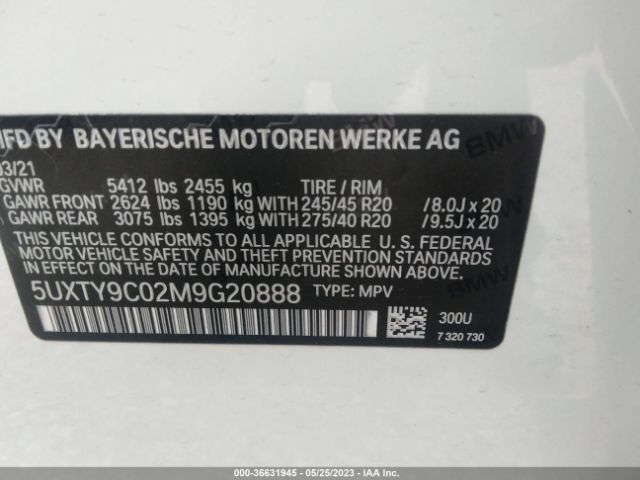 MFD BY BAYERISCHE MOTOREN WERKE AG
03/21
GVWR 5412 lbs 2455 kg TIRE / RIM
GAWR FRONT 2624 lbs 1190 kg WITH 245/45 R20 /8.0J x 20
GAWR REAR 3075 lbs 1395 kg WITH 275/40 R20 /9.5J x 20
THIS VEHICLE CONFORMS TO ALL APPLICABLE U. S. FEDERAL
MOTOR VEHICLE SAFETY AND THEFT PREVENTION STANDARDS
IN EFFECT ON THE DATE OF MANUFACTURE SHOWN ABOVE.
5UXTY9C02M9G20888 TYPE: MPV
300U
7 320 730
BMW
BMW
000-36631945 / 05/25/2023 / IAAI.COM